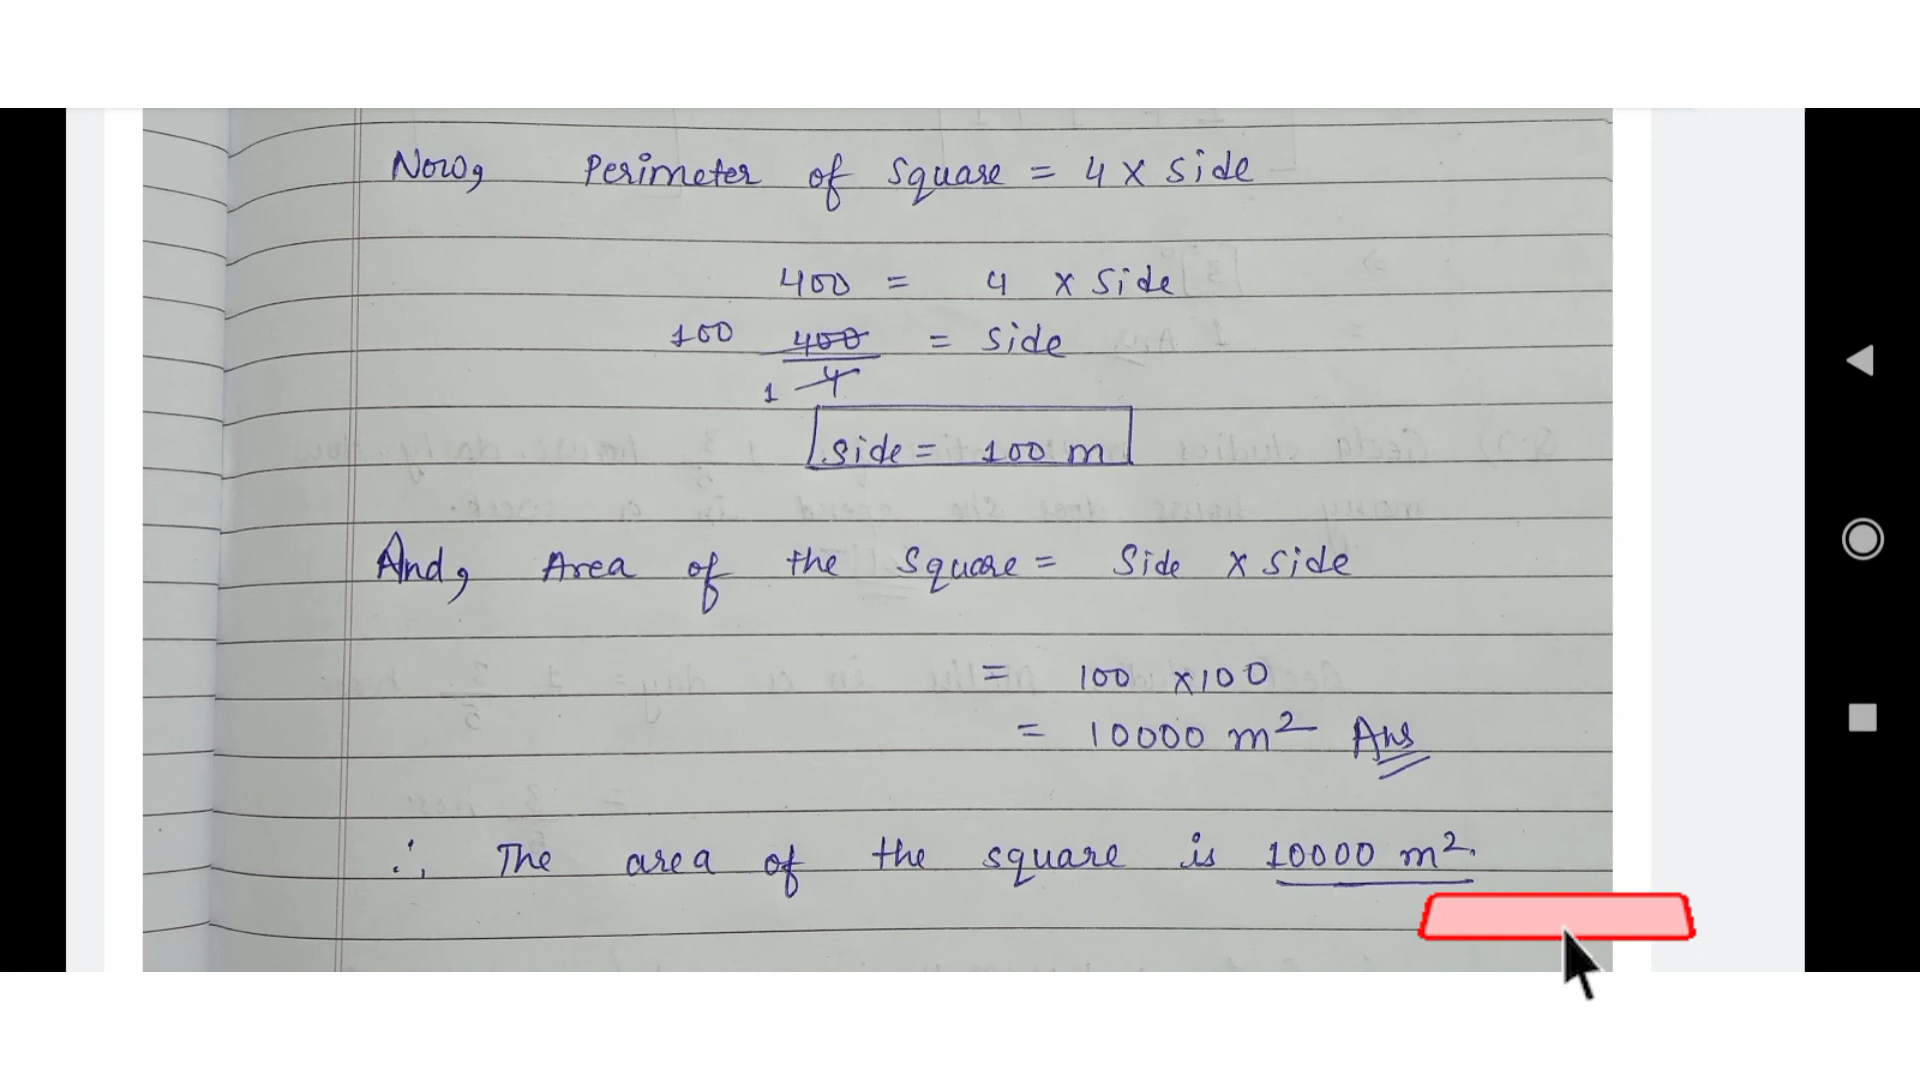 Now, Perimeter of square = 4 x side
400 = 4 x Side
100 400 = side
1 4
Side = 100 m
And, Area of the Square = Side x side
= 100 x100
= 10000 m² Ans
∴ The area of the square is 10000 m².